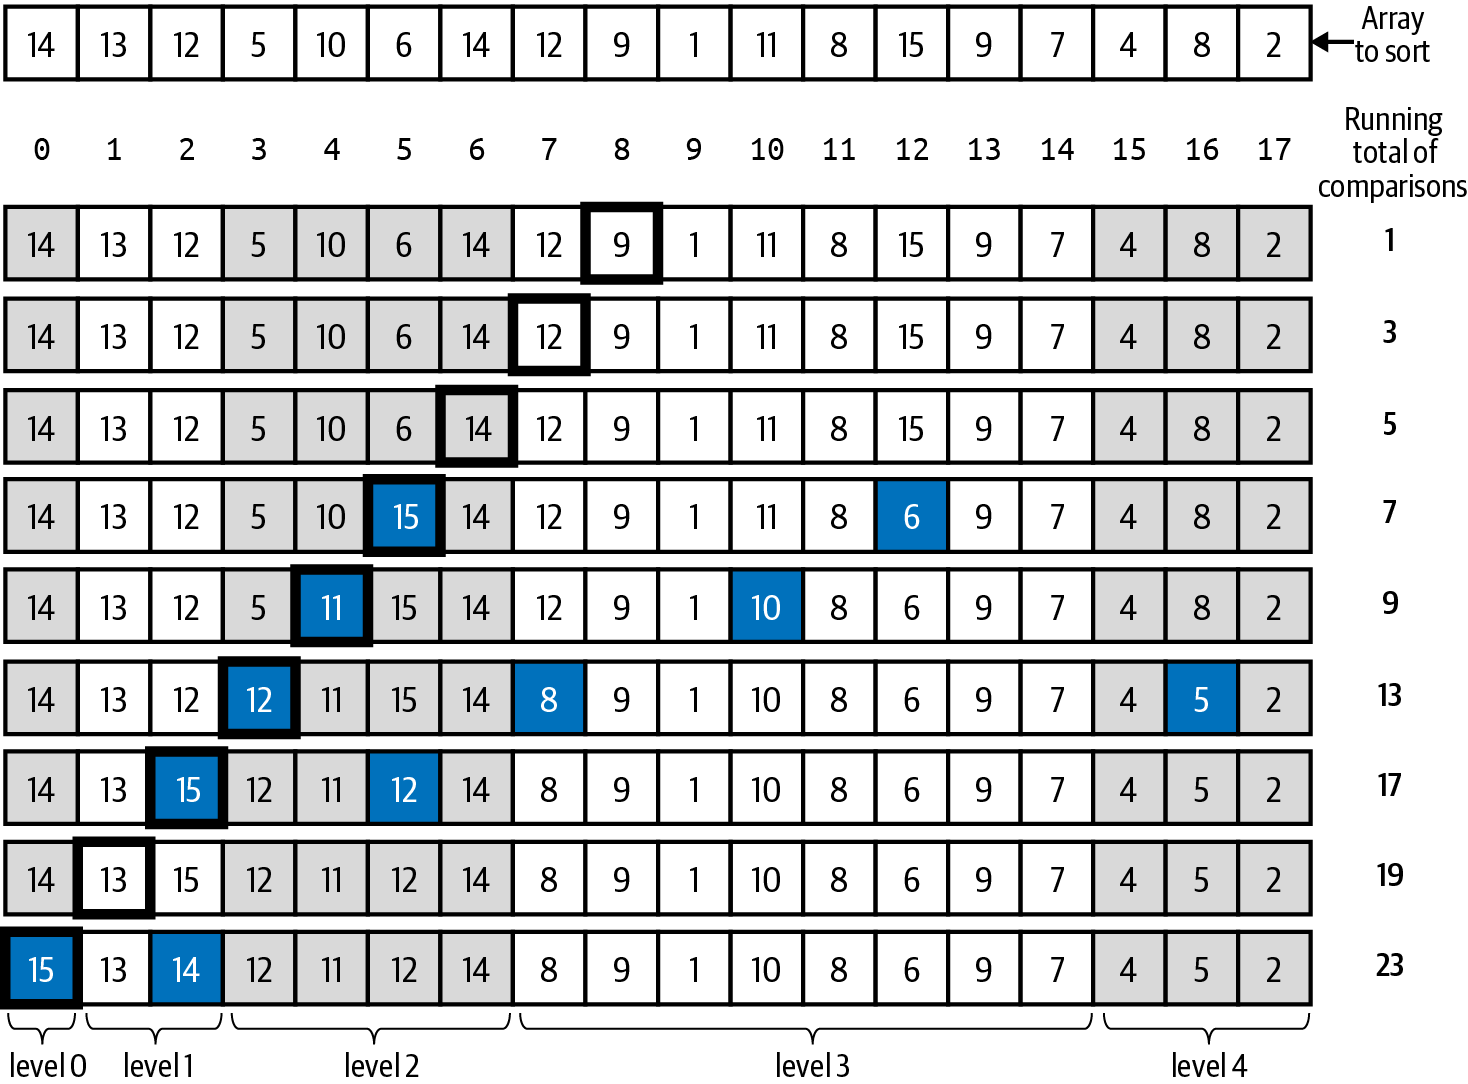 14 13 12 5 10 6 14 12 9 1 11 8 15 9 7 4 8 2
Array
to sort
0 1 2 3 4 5 6 7 8 9 10 11 12 13 14 15 16 17
Running
total of
comparisons
14 13 12 5 10 6 14 12 9 1 11 8 15 9 7 4 8 2 1
14 13 12 5 10 6 14 12 9 1 11 8 15 9 7 4 8 2 3
14 13 12 5 10 6 14 12 9 1 11 8 15 9 7 4 8 2 5
14 13 12 5 10 15 14 12 9 1 11 8 6 9 7 4 8 2 7
14 13 12 5 11 15 14 12 9 1 10 8 6 9 7 4 8 2 9
14 13 12 12 11 15 14 8 9 1 10 8 6 9 7 4 5 2 13
14 13 15 12 11 12 14 8 9 1 10 8 6 9 7 4 5 2 17
14 13 15 12 11 12 14 8 9 1 10 8 6 9 7 4 5 2 19
15 13 14 12 11 12 14 8 9 1 10 8 6 9 7 4 5 2 23
level 0 level 1 level 2 level 3 level 4